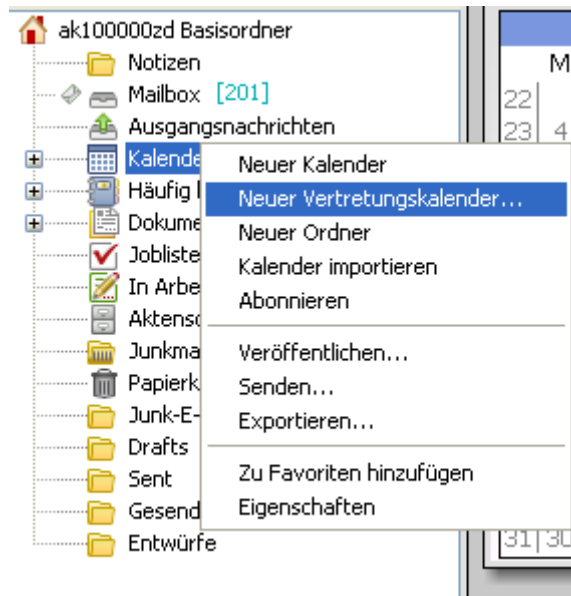 ak100000zd Basisordner
Notizen
M
Mailbox [201]
22
Ausgangsnachrichten
23 4
Kalende
Neuer Kalender
Häufig l
Neuer Vertretungskalender...
Dokume
Neuer Ordner
Jobliste
Kalender importieren
In Arbe
Abonnieren
Aktensc
Junkma
Veröffentlichen...
Papierk
Senden...
Junk-E-
Exportieren...
Drafts
Zu Favoriten hinzufügen
Sent
Gesend
Eigenschaften
Entwürfe
31 30